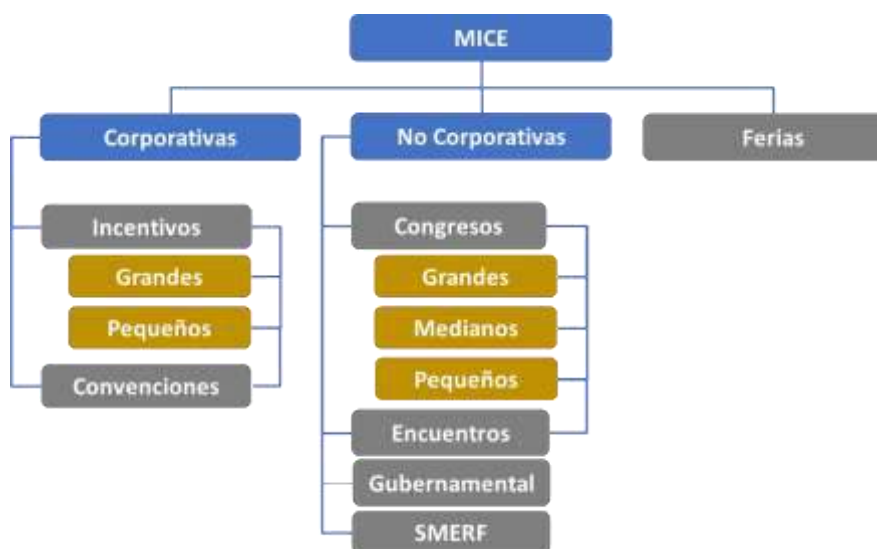 MICE
Corporativas
No Corporativas
Ferias
Incentivos
Grandes
Pequeños
Convenciones
Congresos
Grandes
Medianos
Pequeños
Encuentros
Gubernamental
SMERF